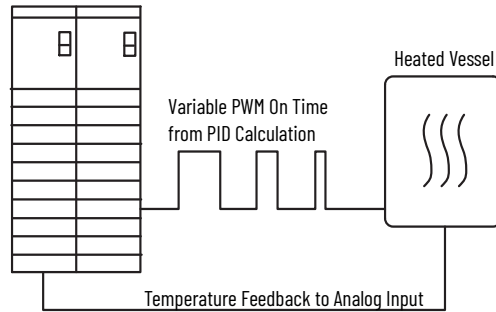 Heated Vessel
Variable PWM On Time
from PID Calculation
Temperature Feedback to Analog Input